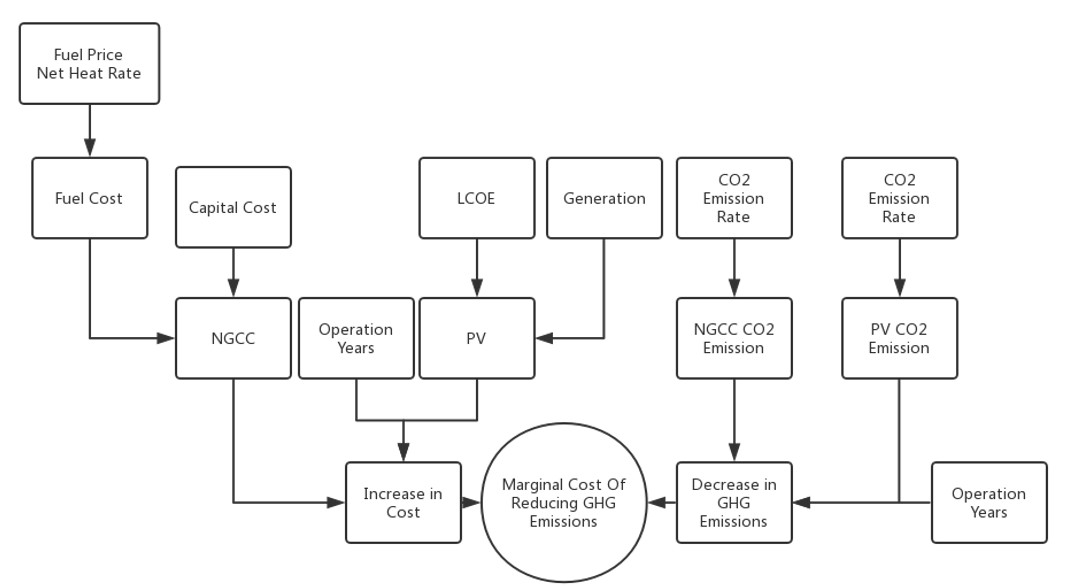 Fuel Price
Net Heat Rate
Fuel Cost
Capital Cost
LCOE
Generation
CO2
Emission
Rate
CO2
Emission
Rate
NGCC
Operation
Years
PV
NGCC CO2
Emission
PV CO2
Emission
Increase in
Cost
Marginal Cost Of
Reducing GHG
Emissions
Decrease in
GHG
Emissions
Operation
Years